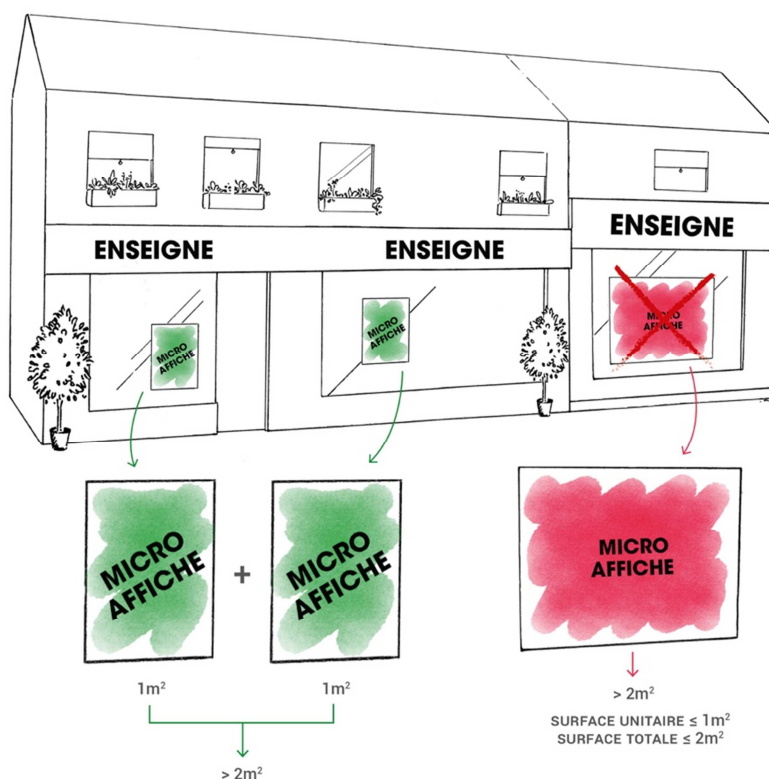 ENSEIGNE
ENSEIGNE
ENSEIGNE
MICRO
AFFICHE
MICRO
AFFICHE
MICRO
AFFICHE
MICRO
AFFICHE
+
MICRO
AFFICHE
MICRO
AFFICHE
1m²
1m²
> 2m²
> 2m²
SURFACE UNITAIRE ≤ 1m²
SURFACE TOTALE ≤ 2m²